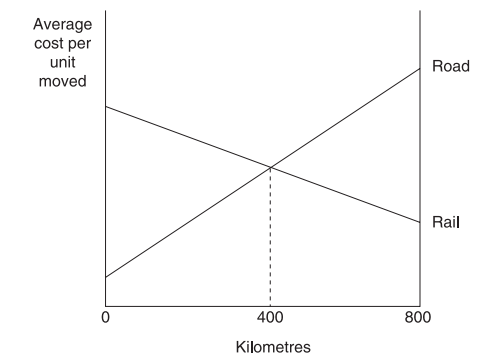 Average
cost per
unit
moved
Road
Rail
0 400 800
Kilometres